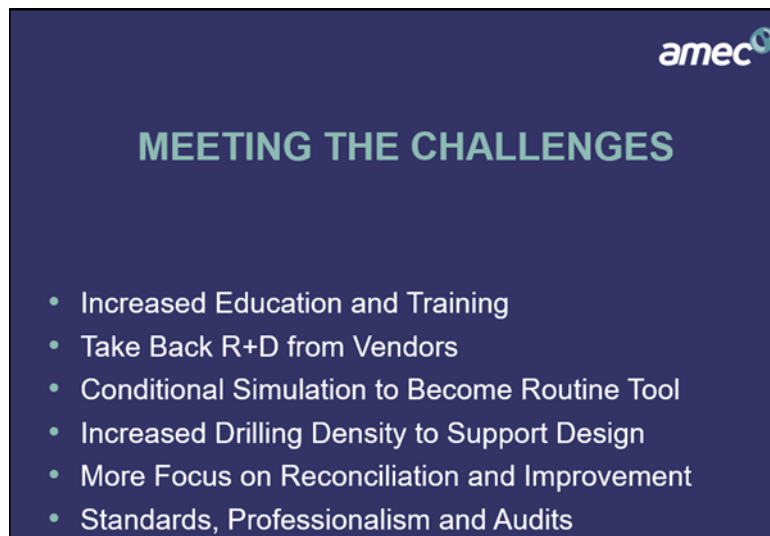 amec
MEETING THE CHALLENGES
• Increased Education and Training
• Take Back R+D from Vendors
• Conditional Simulation to Become Routine Tool
• Increased Drilling Density to Support Design
• More Focus on Reconciliation and Improvement
• Standards, Professionalism and Audits